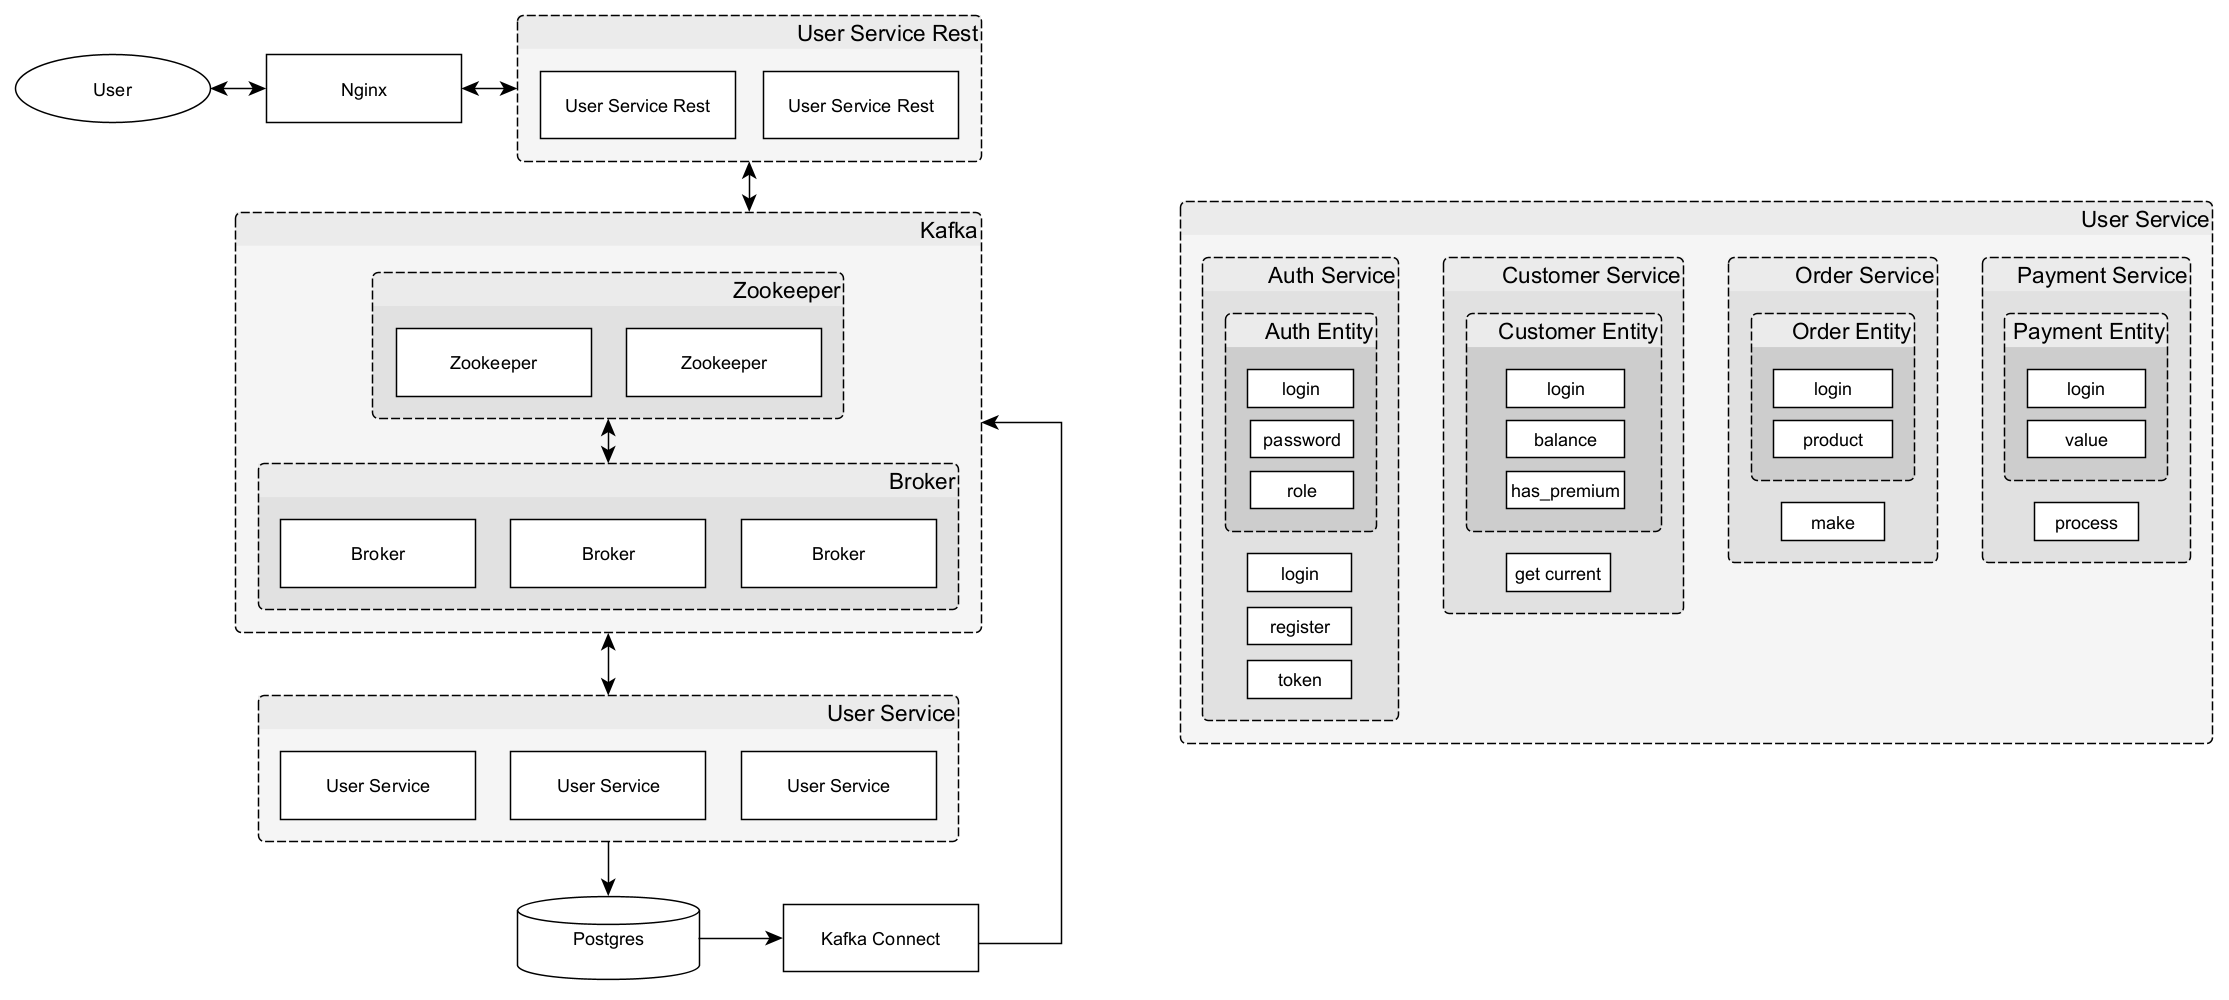 User
Nginx
User Service Rest
User Service Rest
User Service Rest
Kafka
Zookeeper
Zookeeper
Zookeeper
Broker
Broker
Broker
Broker
User Service
User Service
User Service
User Service
Postgres
Kafka Connect
User Service
Auth Service
Auth Entity
login
password
role
login
register
token
Customer Service
Customer Entity
login
balance
has_premium
get current
Order Service
Order Entity
login
product
make
Payment Service
Payment Entity
login
value
process